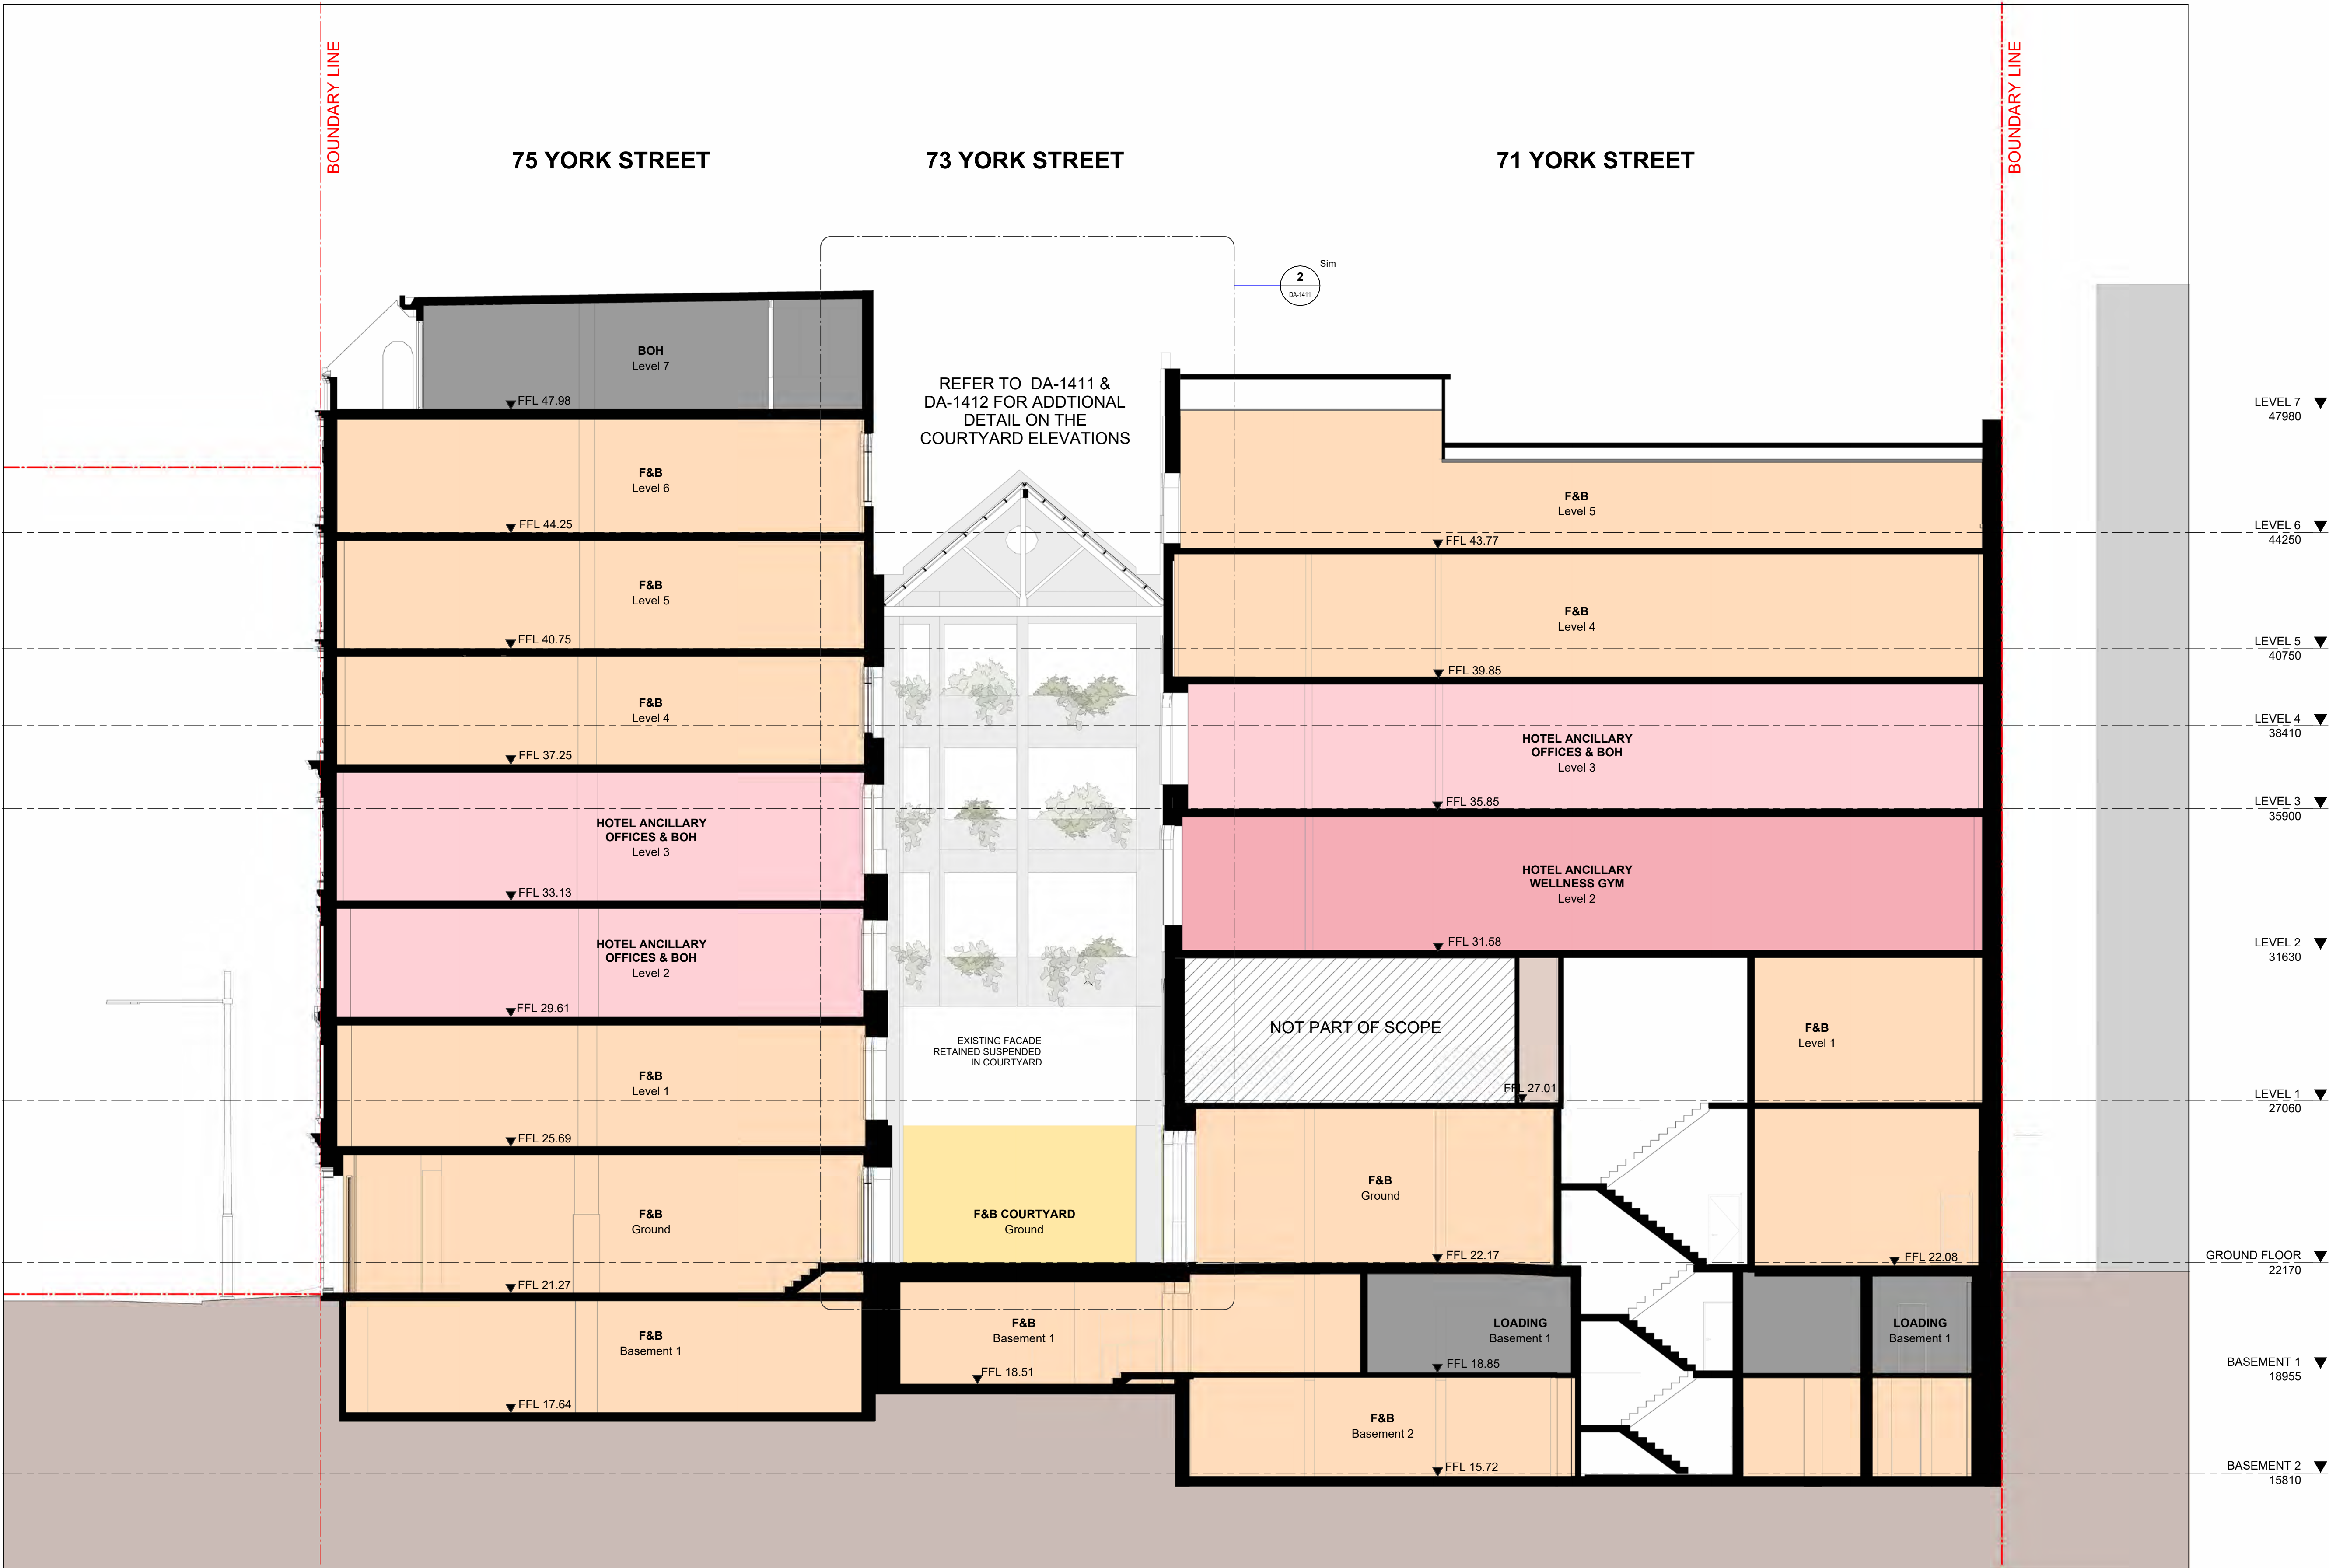 BOUNDARY LINE
BOUNDARY LINE
75 YORK STREET
73 YORK STREET
71 YORK STREET
Sim
2
DA-1411
REFER TO DA-1411 &
DA-1412 FOR ADDTIONAL
DETAIL ON THE
COURTYARD ELEVATIONS
BOH
Level 7
FFL 47.98
F&B
Level 6
FFL 44.25
F&B
Level 5
FFL 40.75
F&B
Level 4
FFL 37.25
HOTEL ANCILLARY
OFFICES & BOH
Level 3
FFL 33.13
HOTEL ANCILLARY
OFFICES & BOH
Level 2
FFL 29.61
F&B
Level 1
FFL 25.69
F&B
Ground
FFL 21.27
F&B
Basement 1
FFL 17.64
EXISTING FACADE
RETAINED SUSPENDED
IN COURTYARD
F&B COURTYARD
Ground
F&B
Basement 1
FFL 18.51
F&B
Level 5
FFL 43.77
F&B
Level 4
FFL 39.85
HOTEL ANCILLARY
OFFICES & BOH
Level 3
FFL 35.85
HOTEL ANCILLARY
WELLNESS GYM
Level 2
FFL 31.58
NOT PART OF SCOPE
FFL 27.01
F&B
Level 1
F&B
Ground
FFL 22.17
FFL 22.08
LOADING
Basement 1
FFL 18.85
LOADING
Basement 1
F&B
Basement 2
FFL 15.72
LEVEL 7
47980
LEVEL 6
44250
LEVEL 5
40750
LEVEL 4
38410
LEVEL 3
35900
LEVEL 2
31630
LEVEL 1
27060
GROUND FLOOR
22170
BASEMENT 1
18955
BASEMENT 2
15810